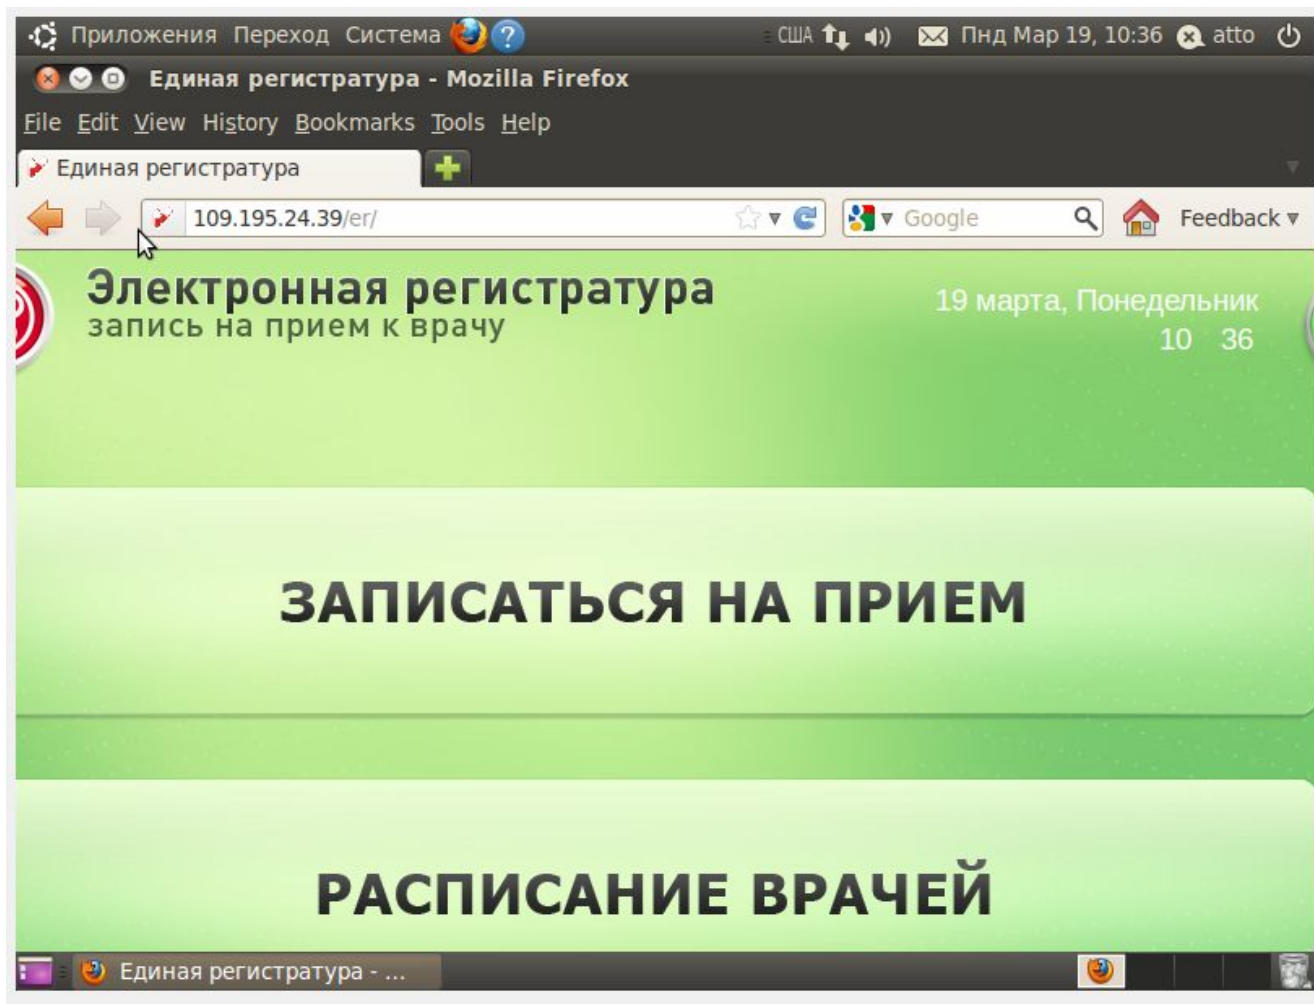 Приложения Переход Система США Пнд Мар 19, 10:36 atto
Единая регистратура - Mozilla Firefox
File Edit View History Bookmarks Tools Help
Единая регистратура
109.195.24.39/er/ Google Feedback
Электронная регистратура
запись на прием к врачу
19 марта, Понедельник
10 36
ЗАПИСАТЬСЯ НА ПРИЕМ
РАСПИСАНИЕ ВРАЧЕЙ
Единая регистратура - ...